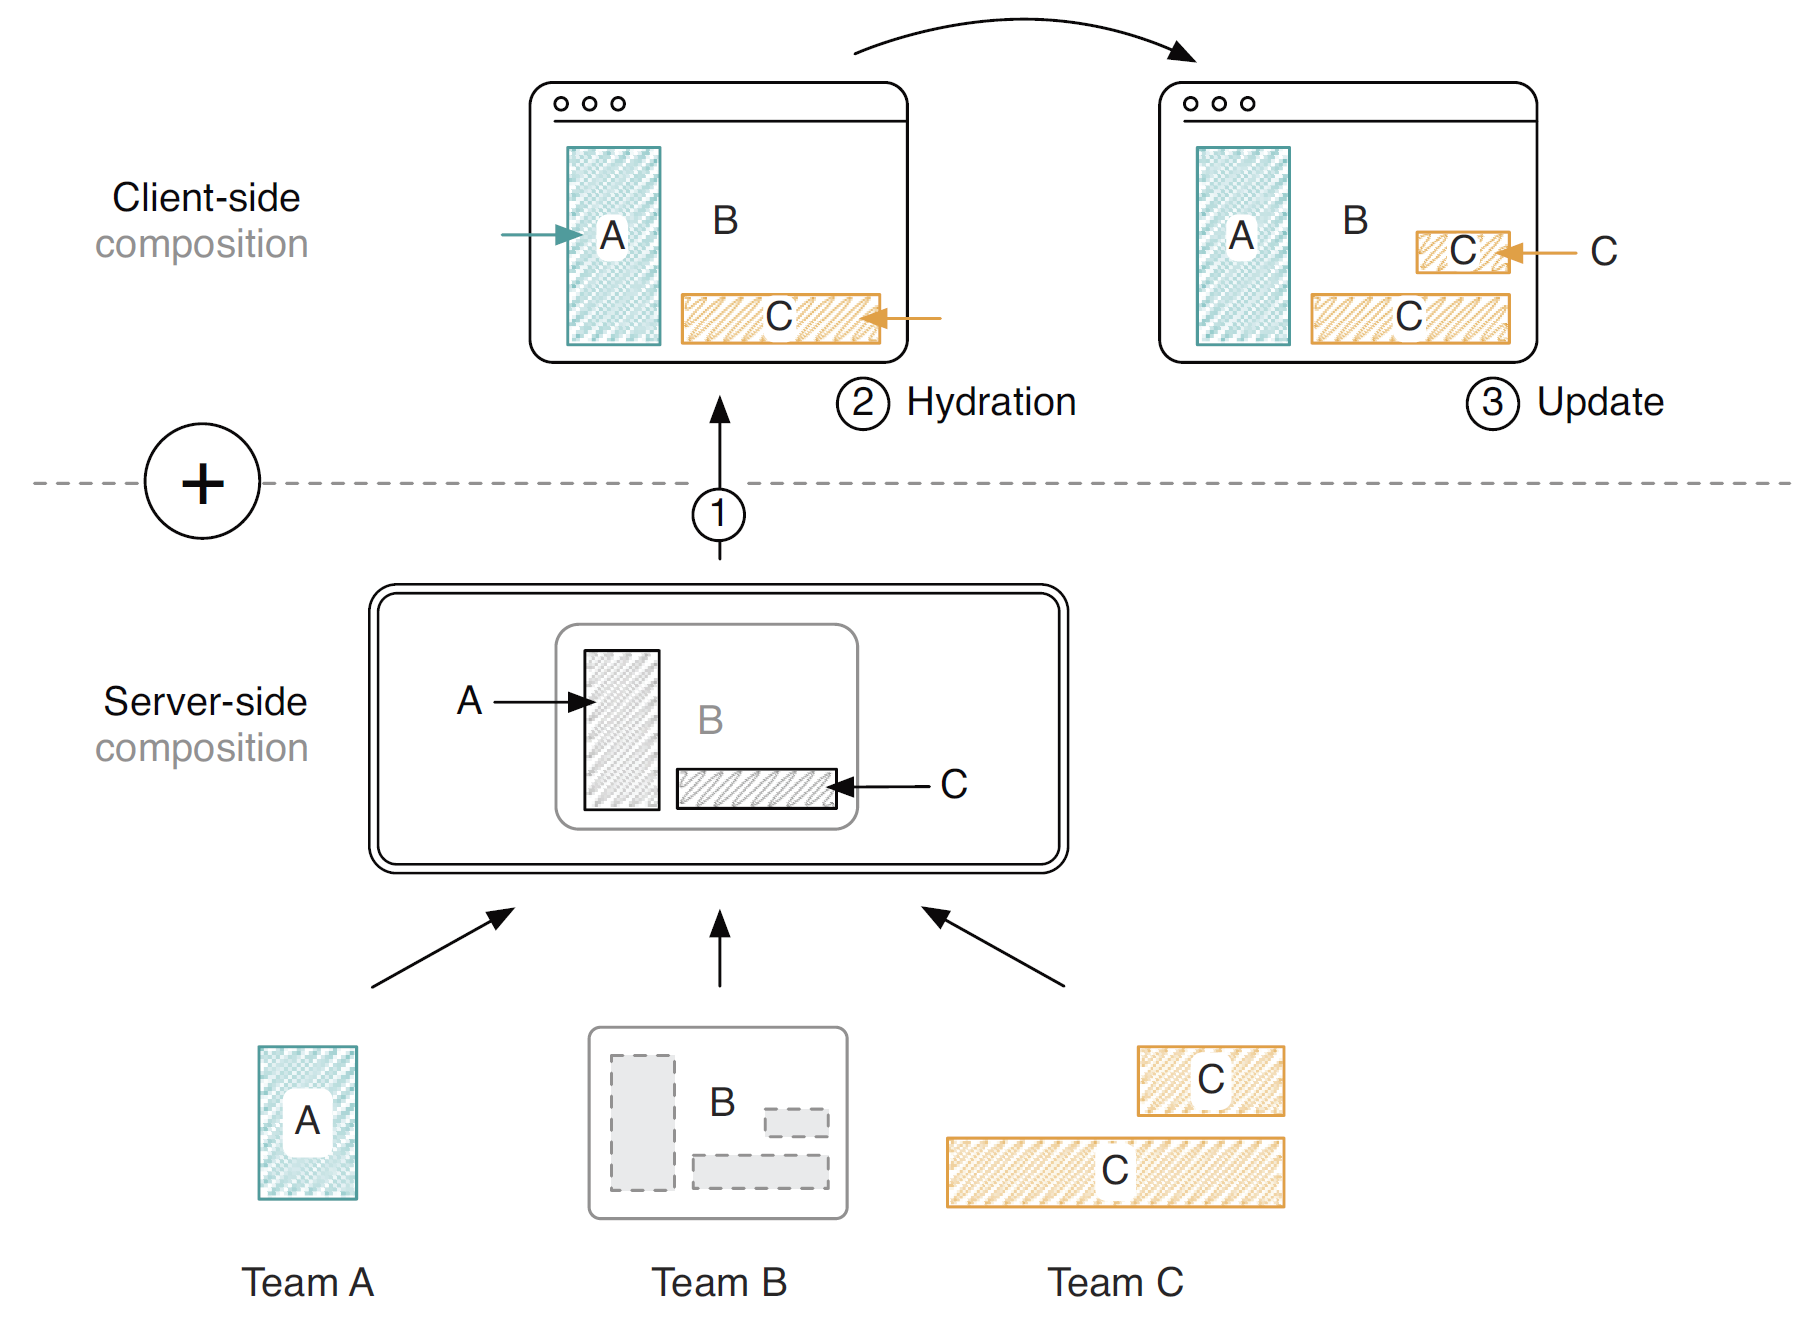 Client-side
composition
A
B
C
A
B
C
C
C
2 Hydration
3 Update
+
1
Server-side
composition
A
B
C
A
B
C
C
Team A
Team B
Team C